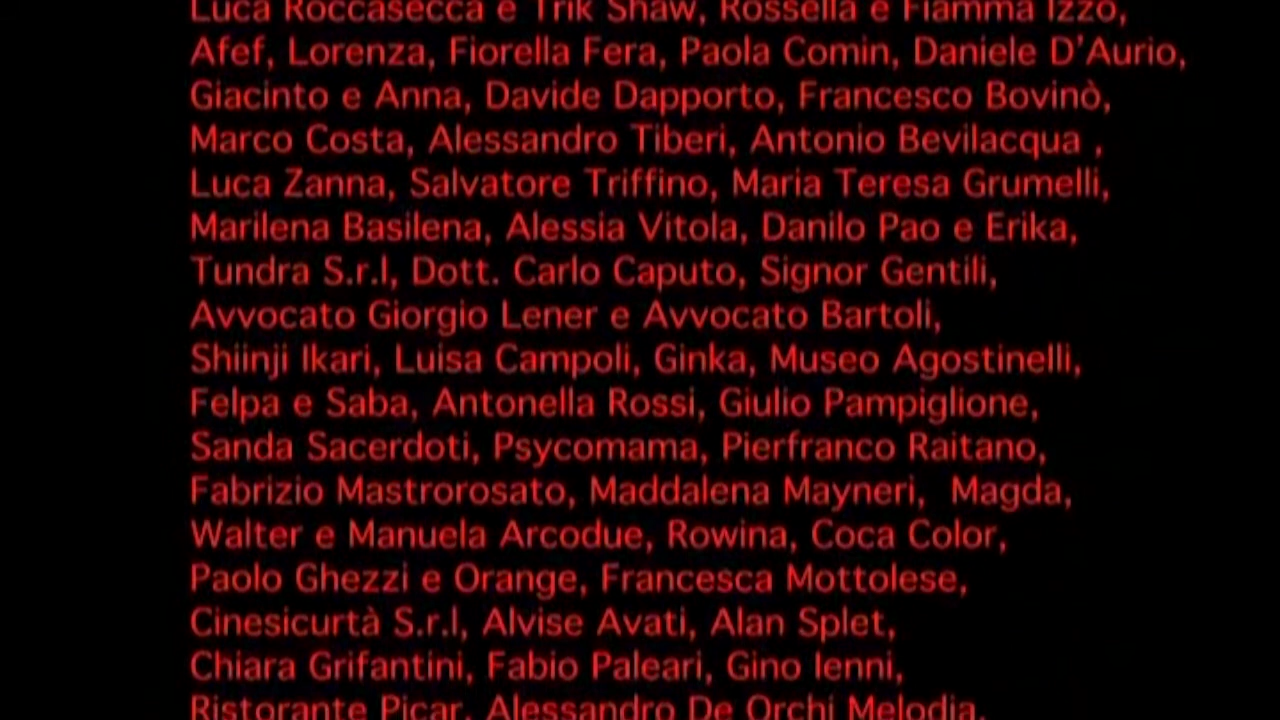 Luca Roccasecca e Trik Shaw, Rossella e Fiamma Izzo,
Afef, Lorenza, Fiorella Fera, Paola Comin, Daniele D'Aurio,
Giacinto e Anna, Davide Dapporto, Francesco Bovinò,
Marco Costa, Alessandro Tiberi, Antonio Bevilacqua ,
Luca Zanna, Salvatore Triffino, Maria Teresa Grumelli,
Marilena Basilena, Alessia Vitola, Danilo Pao e Erika,
Tundra S.r.l, Dott. Carlo Caputo, Signor Gentili,
Avvocato Giorgio Lener e Avvocato Bartoli,
Shiinji Ikari, Luisa Campoli, Ginka, Museo Agostinelli,
Felpa e Saba, Antonella Rossi, Giulio Pampiglione,
Sanda Sacerdoti, Psycomama, Pierfranco Raitano,
Fabrizio Mastrorosato, Maddalena Mayneri,  Magda,
Walter e Manuela Arcodue, Rowina, Coca Color,
Paolo Ghezzi e Orange, Francesca Mottolese,
Cinesicurtà S.r.l, Alvise Avati, Alan Splet,
Chiara Grifantini, Fabio Paleari, Gino Ienni,
Ristorante Picar, Alessandro De Orchi Melodia,